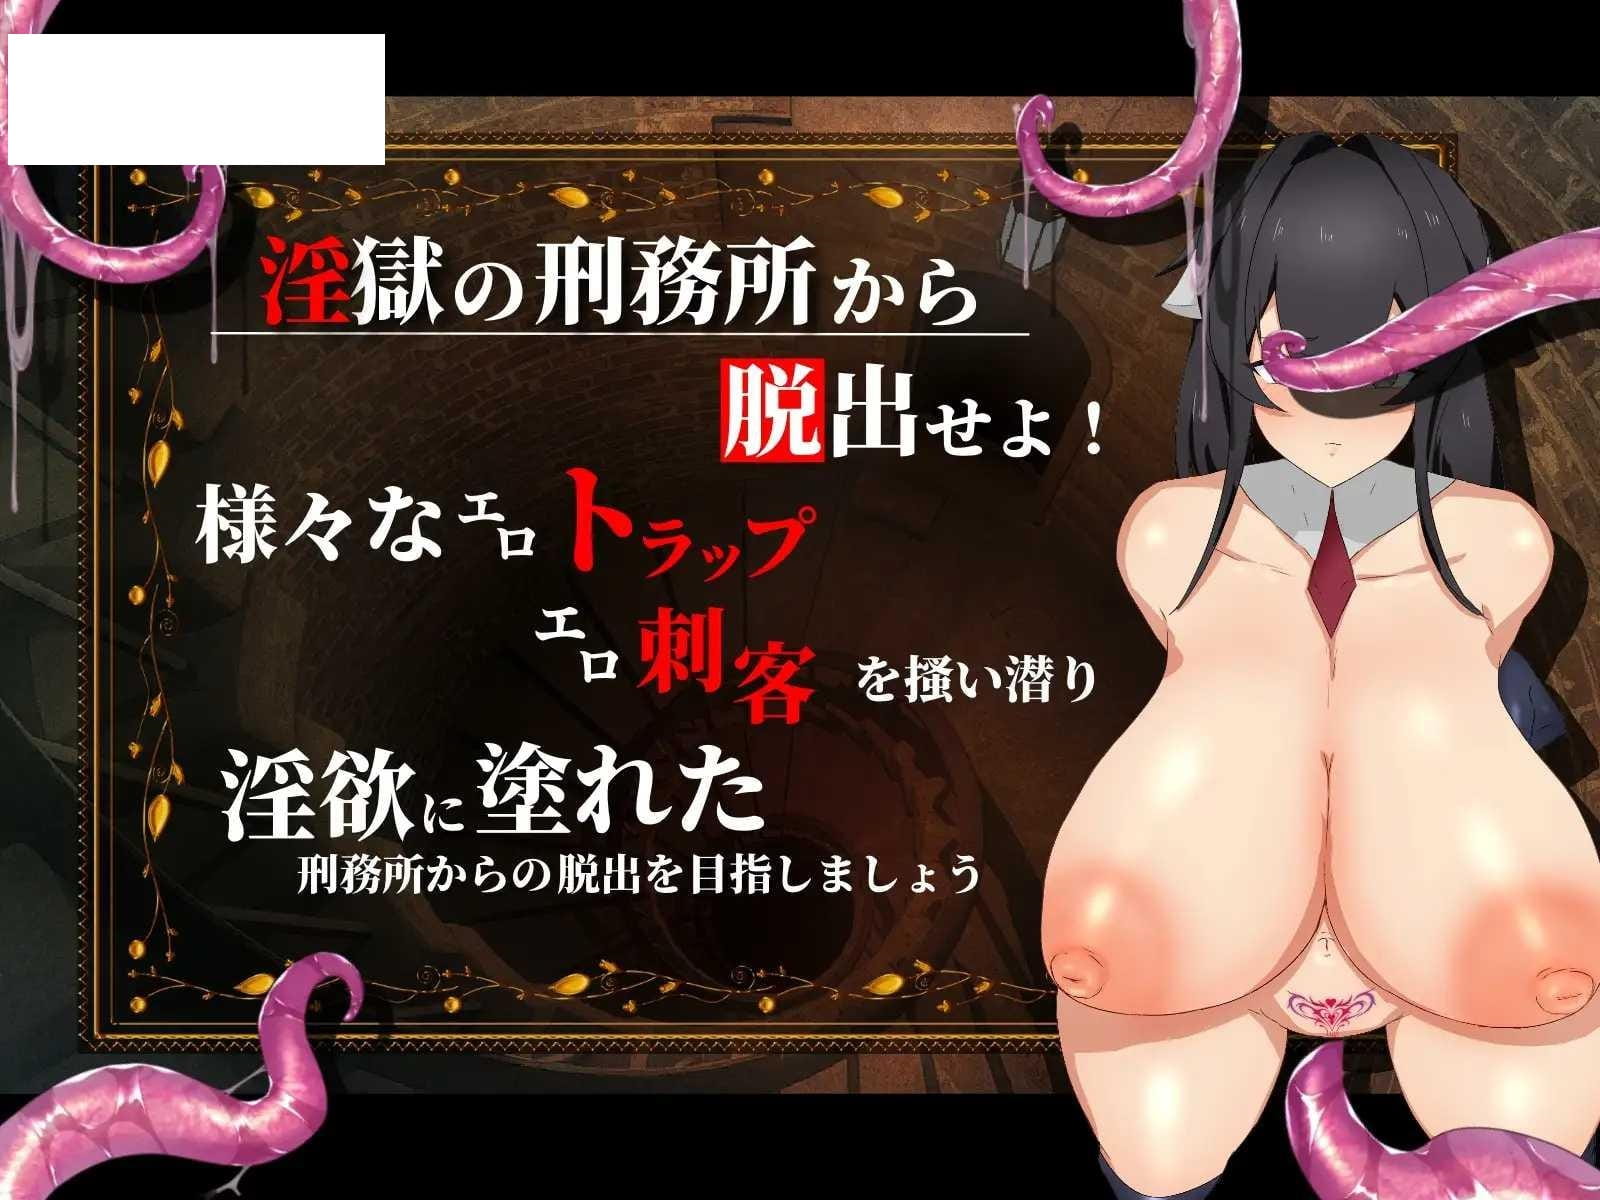 淫獄の刑務所から
脱出せよ！
様々なエロトラップ
エロ刺客を掻い潜り
淫欲に塗れた
刑務所からの脱出を目指しましょう